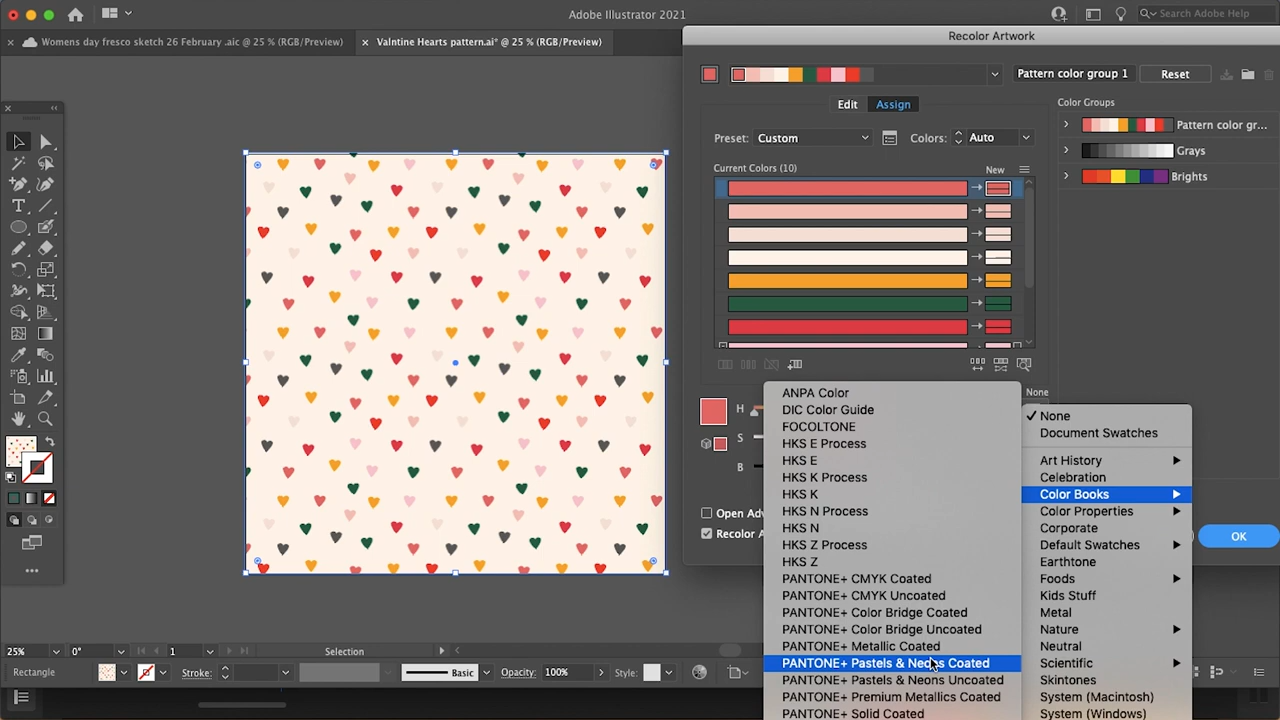 Adobe Illustrator 2021
Search Adobe Help
Womens day fresco sketch 26 February .aic @ 25 % (RGB/Preview)
Valntine Hearts pattern.ai* @ 25 % (RGB/Preview)
Recolor Artwork
Pattern color group 1
Reset
Edit
Assign
Color Groups
Preset:
Custom
Colors:
Auto
Pattern color gr...
Grays
Brights
Current Colors (10)
New
None
H
S
B
Open Adv
Recolor A
OK
ANPA Color
DIC Color Guide
FOCOLTONE
HKS E Process
HKS E
HKS K Process
HKS K
HKS N Process
HKS N
HKS Z Process
HKS Z
PANTONE+ CMYK Coated
PANTONE+ CMYK Uncoated
PANTONE+ Color Bridge Coated
PANTONE+ Color Bridge Uncoated
PANTONE+ Metallic Coated
PANTONE+ Pastels & Neons Coated
PANTONE+ Pastels & Neons Uncoated
PANTONE+ Premium Metallics Coated
PANTONE+ Solid Coated
None
Document Swatches
Art History
Celebration
Color Books
Color Properties
Corporate
Default Swatches
Earthtone
Foods
Kids Stuff
Metal
Nature
Neutral
Scientific
Skintones
System (Macintosh)
System (Windows)
25%
0°
1
Selection
Rectangle
Stroke:
Basic
Opacity:
100%
Style: